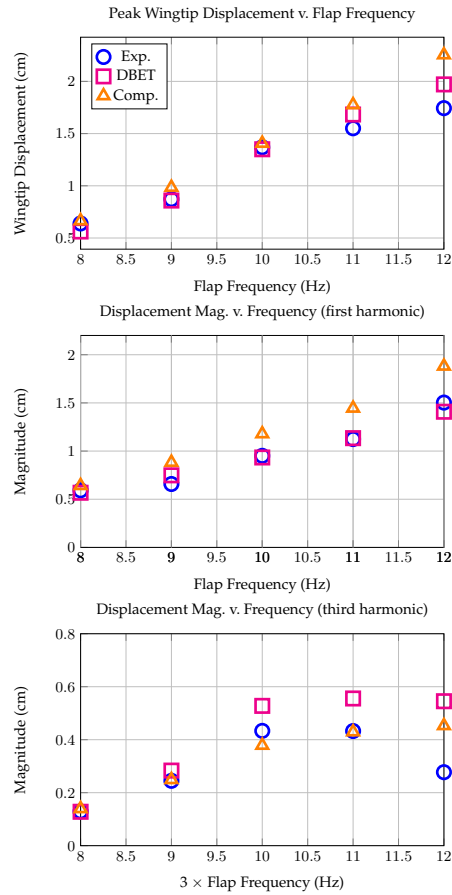 Peak Wingtip Displacement v. Flap Frequency
Exp.
DBET
Comp.
Wingtip Displacement (cm)
2
1.5
1
0.5
8 8.5 9 9.5 10 10.5 11 11.5 12
Flap Frequency (Hz)
Displacement Mag. v. Frequency (first harmonic)
Magnitude (cm)
2
1.5
1
0.5
0
8 8.5 9 9.5 10 10.5 11 11.5 12
Flap Frequency (Hz)
Displacement Mag. v. Frequency (third harmonic)
Magnitude (cm)
0.8
0.6
0.4
0.2
0
8 8.5 9 9.5 10 10.5 11 11.5 12
3 × Flap Frequency (Hz)